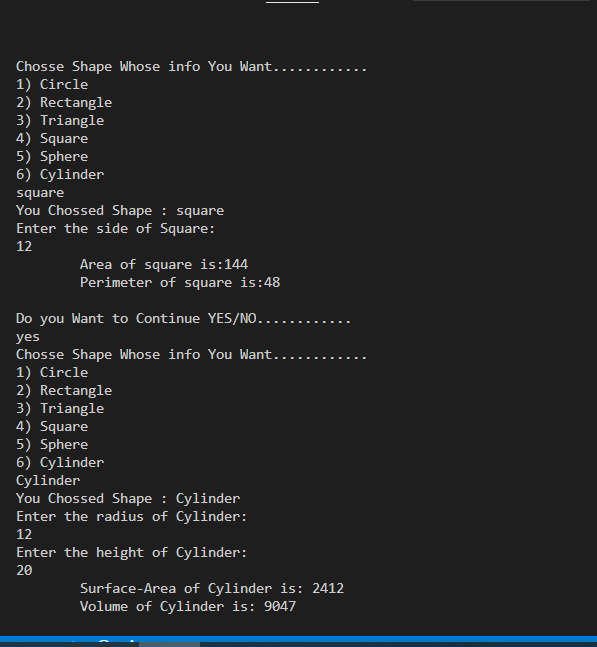 Chosse Shape Whose info You Want............
1) Circle
2) Rectangle
3) Triangle
4) Square
5) Sphere
6) Cylinder
square
You Chossed Shape : square
Enter the side of Square:
12
Area of square is:144
Perimeter of square is:48
Do you Want to Continue YES/NO............
yes
Chosse Shape Whose info You Want............
1) Circle
2) Rectangle
3) Triangle
4) Square
5) Sphere
6) Cylinder
Cylinder
You Chossed Shape : Cylinder
Enter the radius of Cylinder:
12
Enter the height of Cylinder:
20
Surface-Area of Cylinder is: 2412
Volume of Cylinder is: 9047